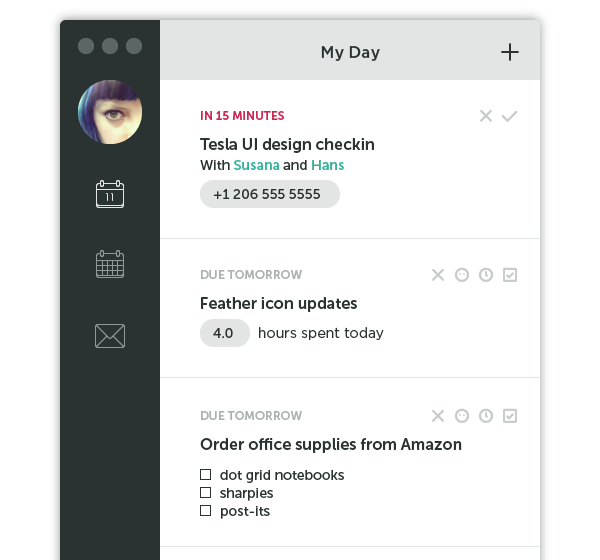 My Day
11
IN 15 MINUTES
Tesla UI design checkin
With Susana and Hans
+1 206 555 5555
DUE TOMORROW
Feather icon updates
4.0 hours spent today
DUE TOMORROW
Order office supplies from Amazon
dot grid notebooks
sharpies
post-its